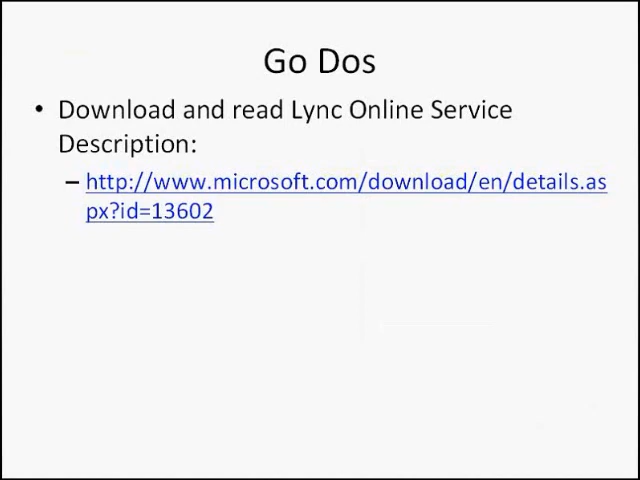 Go Dos
• Download and read Lync Online Service
Description:
– http://www.microsoft.com/download/en/details.as
px?id=13602